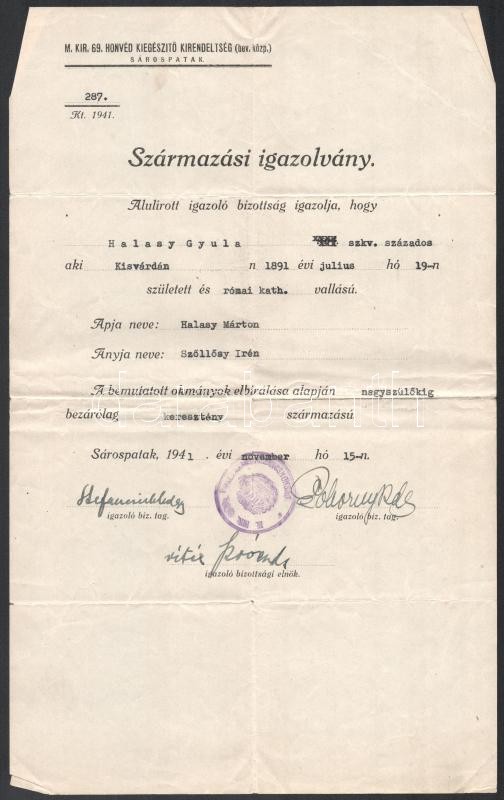 M. KIR. 69. HONVÉD KIEGÉSZITŐ KIRENDELTSÉG (bev. közp.)
SÁROSPATAK.
287.
Kt. 1941.
Származási igazolvány.
Alulirott igazoló bizottság igazolja, hogy
Halasy Gyula szkv. százados
aki Kisvárdán n 1891 évi julius hó 19-n
született és római kath. vallású.
Apja neve: Halasy Márton
Anyja neve: Szőllősy Irén
A bemutatott okmányok elbírálása alapján nagyszülőkig
bezárólag keresztény származású
Sárospatak, 1941. évi november hó 15-n.
igazoló biz. tag. igazoló biz. tag.
vitéz
igazoló bizottsági elnök.